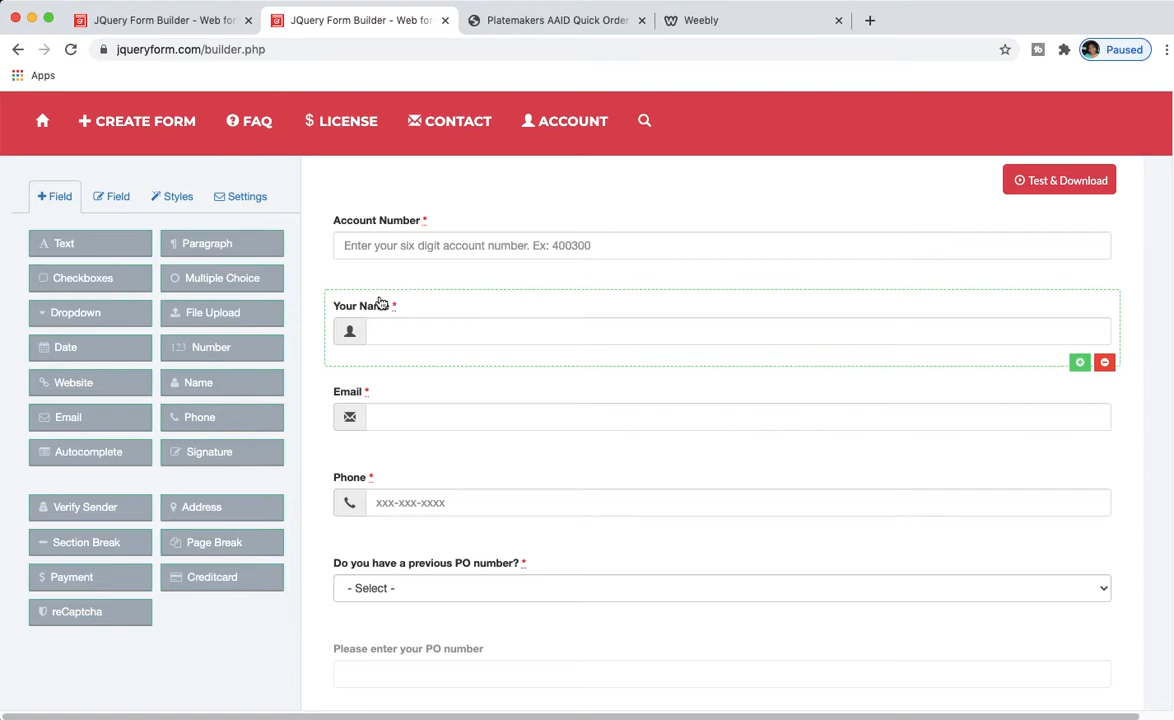 JQuery Form Builder - Web for
JQuery Form Builder - Web for
Platemakers AAID Quick Order
Weebly
jqueryform.com/builder.php
Paused
Apps
CREATE FORM
FAQ
$ LICENSE
CONTACT
ACCOUNT
+ Field
Field
Styles
Settings
Test & Download
A Text
¶ Paragraph
Checkboxes
Multiple Choice
Dropdown
File Upload
Date
123 Number
Website
Name
Email
Phone
Autocomplete
Signature
Verify Sender
Address
Section Break
Page Break
$ Payment
Creditcard
reCaptcha
Account Number *
Enter your six digit account number. Ex: 400300
Your Name *
Email *
Phone *
xxx-xxx-xxxx
Do you have a previous PO number? *
- Select -
Please enter your PO number